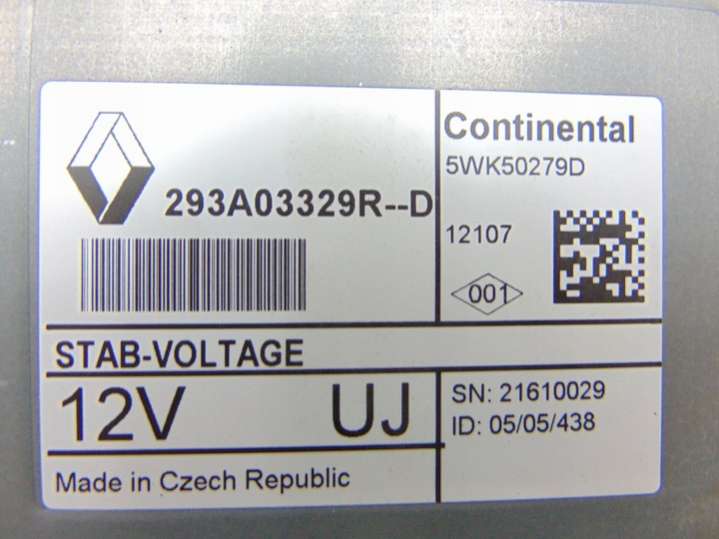 293A03329R--D
Continental
5WK50279D
12107
001
STAB-VOLTAGE
12V
UJ
SN: 21610029
ID: 05/05/438
Made in Czech Republic